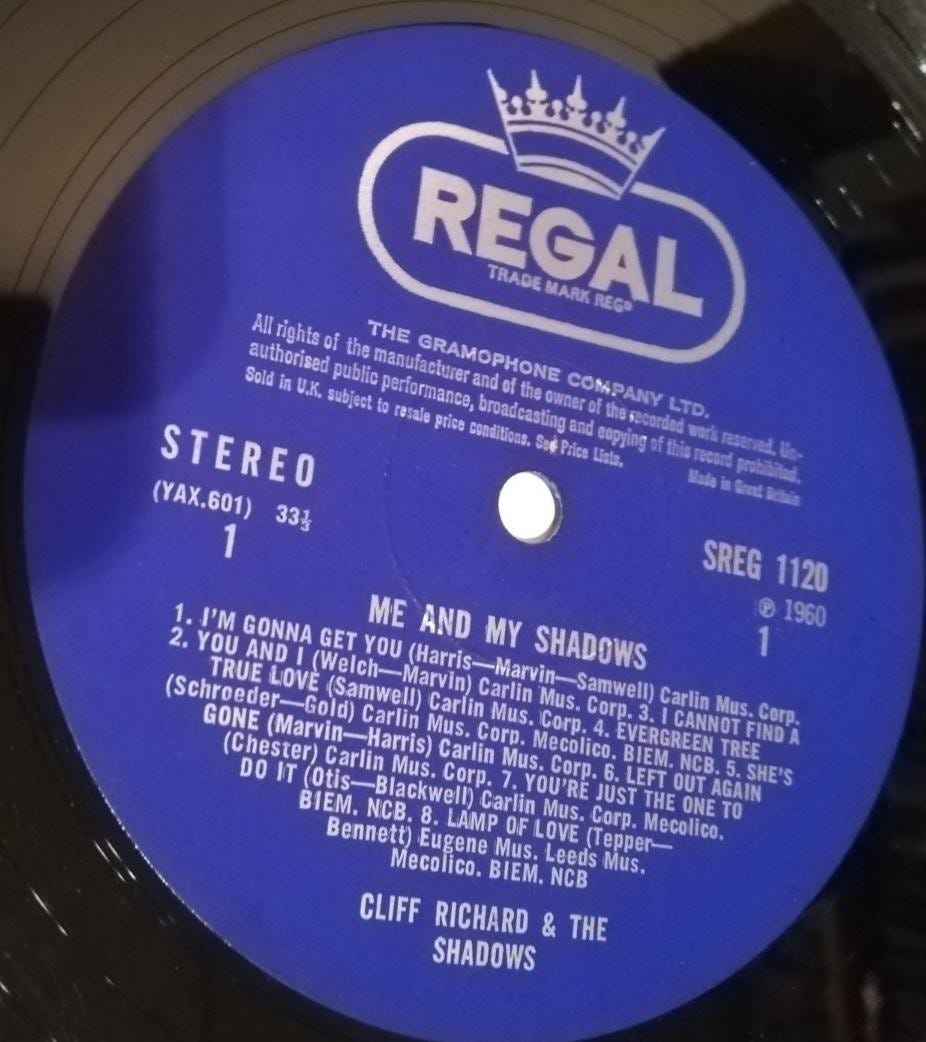 REGAL
TRADE MARK REGD
THE GRAMOPHONE COMPANY LTD.
All rights of the manufacturer and of the owner of the recorded work reserved. Un-
authorised public performance, broadcasting and copying of this record prohibited.
Sold in U.K. subject to resale price conditions. See Price Lists.
Made in Great Britain
STEREO
(YAX.601) 33⅓
1
SREG 1120
℗ 1960
1
ME AND MY SHADOWS
1. I'M GONNA GET YOU (Harris—Marvin—Samwell) Carlin Mus. Corp.
2. YOU AND I (Welch—Marvin) Carlin Mus. Corp. 3. I CANNOT FIND A
TRUE LOVE (Samwell) Carlin Mus. Corp. 4. EVERGREEN TREE
(Schroeder—Gold) Carlin Mus. Corp. Mecolico. BIEM. NCB. 5. SHE'S
GONE (Marvin—Harris) Carlin Mus. Corp. 6. LEFT OUT AGAIN
(Chester) Carlin Mus. Corp. 7. YOU'RE JUST THE ONE TO
DO IT (Otis—Blackwell) Carlin Mus. Corp. Mecolico.
BIEM. NCB. 8. LAMP OF LOVE (Tepper—
Bennett) Eugene Mus. Leeds Mus.
Mecolico. BIEM. NCB
CLIFF RICHARD & THE
SHADOWS